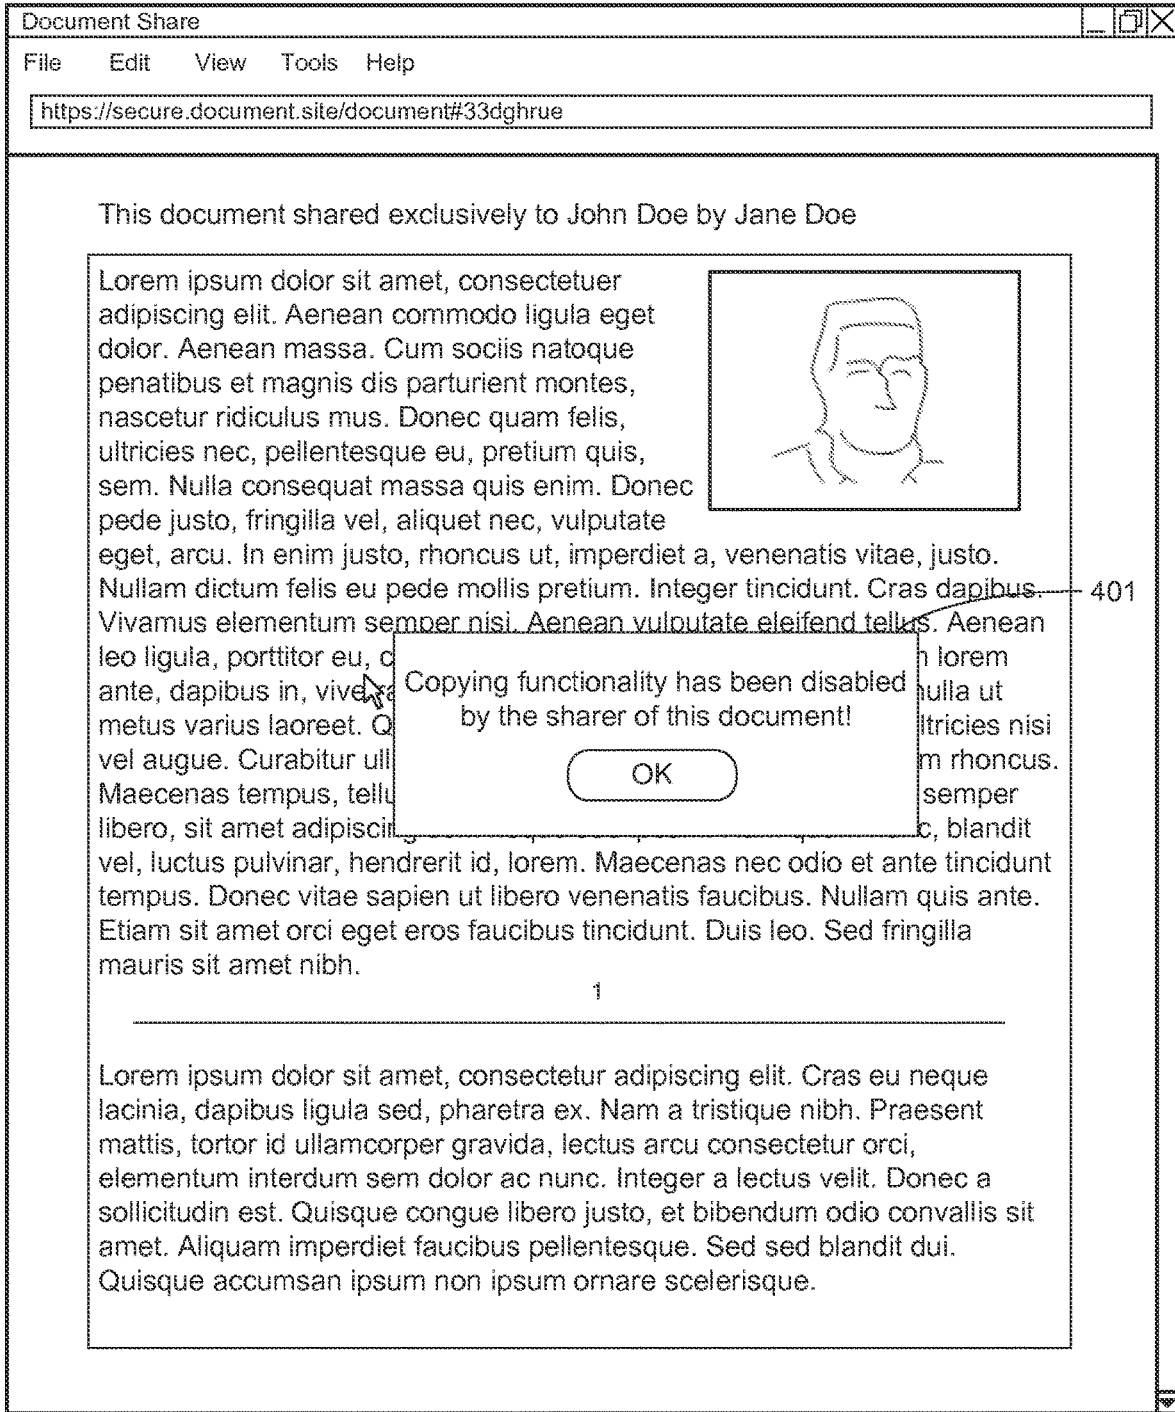 Document Share
File Edit View Tools Help
https://secure.document.site/document#33dghrue
This document shared exclusively to John Doe by Jane Doe
Lorem ipsum dolor sit amet, consectetuer
adipiscing elit. Aenean commodo ligula eget
dolor. Aenean massa. Cum sociis natoque
penatibus et magnis dis parturient montes,
nascetur ridiculus mus. Donec quam felis,
ultricies nec, pellentesque eu, pretium quis,
sem. Nulla consequat massa quis enim. Donec
pede justo, fringilla vel, aliquet nec, vulputate
eget, arcu. In enim justo, rhoncus ut, imperdiet a, venenatis vitae, justo.
Nullam dictum felis eu pede mollis pretium. Integer tincidunt. Cras dapibus.
401
Vivamus elementum semper nisi. Aenean vulputate eleifend tellus. Aenean
leo ligula, porttitor eu, lorem
ante, dapibus in, ut
metus varius laoreet. nisi
vel augue. Curabitur rhoncus.
Maecenas tempus, semper
libero, sit amet blandit
Copying functionality has been disabled
by the sharer of this document!
OK
vel, luctus pulvinar, hendrerit id, lorem. Maecenas nec odio et ante tincidunt
tempus. Donec vitae sapien ut libero venenatis faucibus. Nullam quis ante.
Etiam sit amet orci eget eros faucibus tincidunt. Duis leo. Sed fringilla
mauris sit amet nibh.
1
Lorem ipsum dolor sit amet, consectetur adipiscing elit. Cras eu neque
lacinia, dapibus ligula sed, pharetra ex. Nam a tristique nibh. Praesent
mattis, tortor id ullamcorper gravida, lectus arcu consectetur orci,
elementum interdum sem dolor ac nunc. Integer a lectus velit. Donec a
sollicitudin est. Quisque congue libero justo, et bibendum odio convallis sit
amet. Aliquam imperdiet faucibus pellentesque. Sed sed blandit dui.
Quisque accumsan ipsum non ipsum ornare scelerisque.